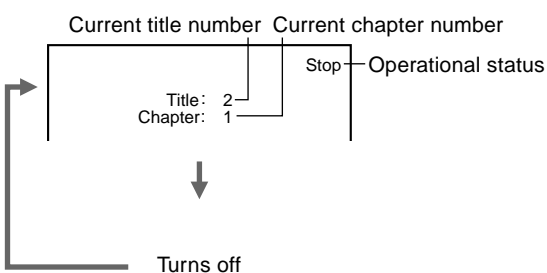 Current title number Current chapter number
Stop Operational status
Title: 2
Chapter: 1
Turns off